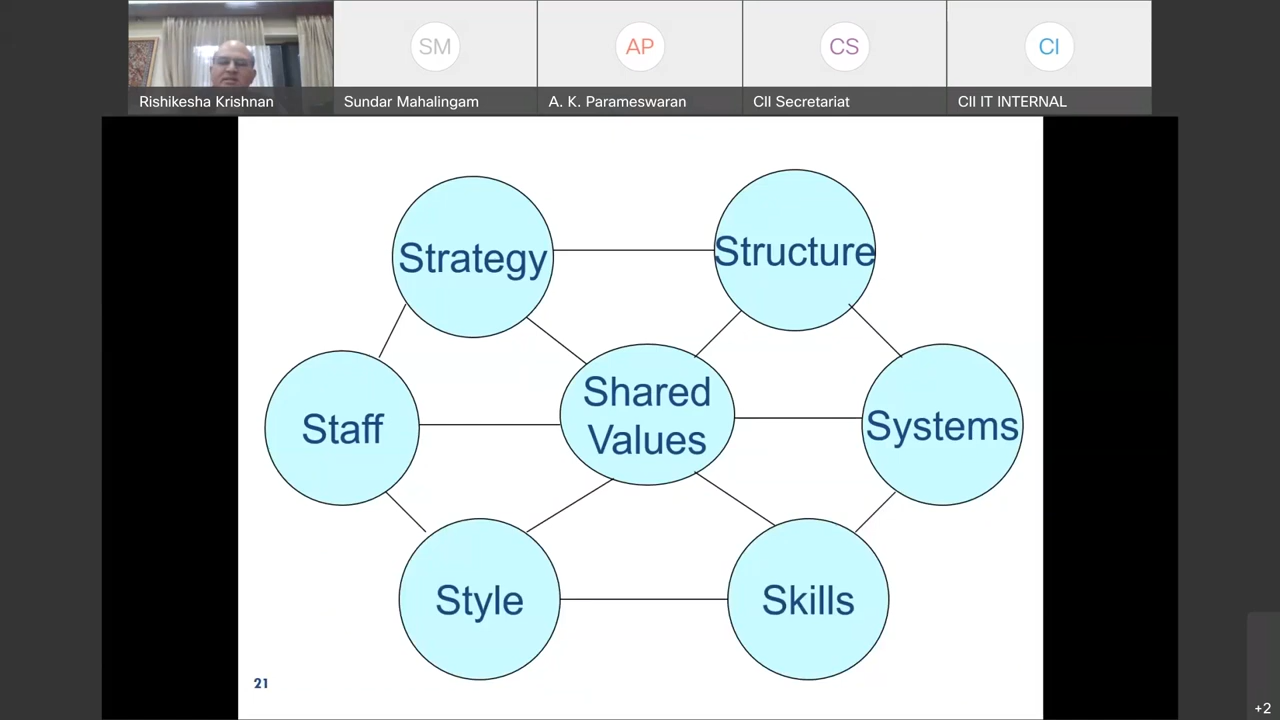 SM
AP
CS
CI
Rishikesha Krishnan
Sundar Mahalingam
A. K. Parameswaran
CII Secretariat
CII IT INTERNAL
Strategy
Structure
Shared
Values
Staff
Systems
Style
Skills
21
+2